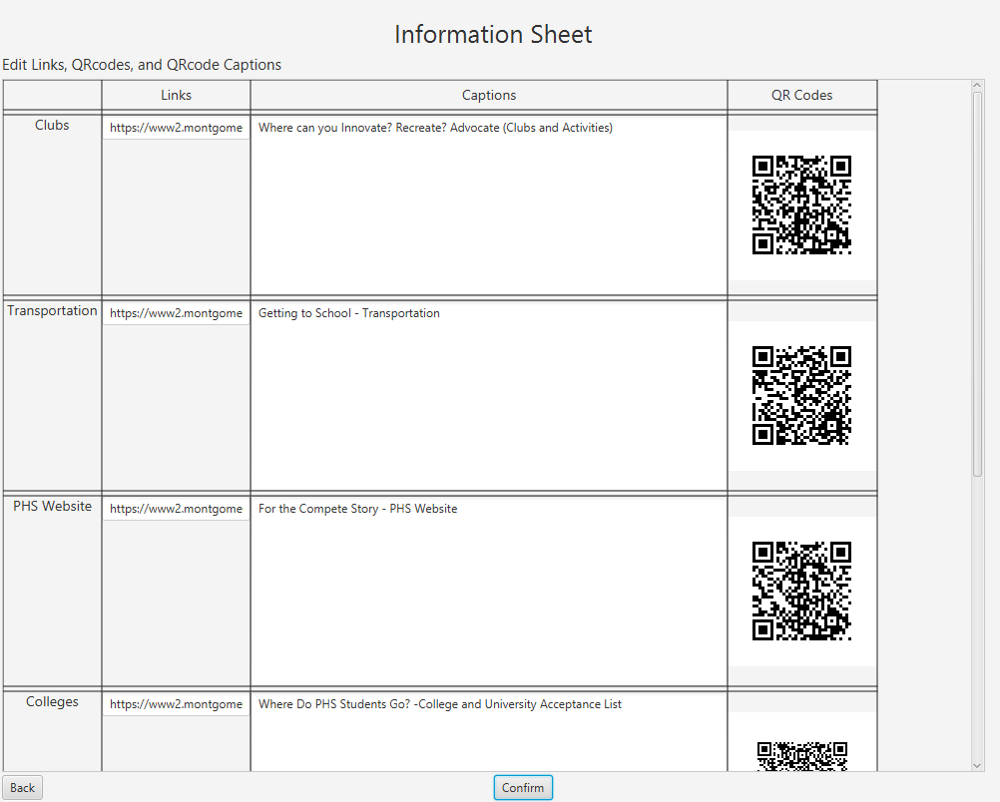 Information Sheet
Edit Links, QRcodes, and QRcode Captions
Links Captions QR Codes
Clubs https://www2.montgome Where can you Innovate? Recreate? Advocate (Clubs and Activities)
Transportation https://www2.montgome Getting to School - Transportation
PHS Website https://www2.montgome For the Compete Story - PHS Website
Colleges https://www2.montgome Where Do PHS Students Go? -College and University Acceptance List
Back Confirm